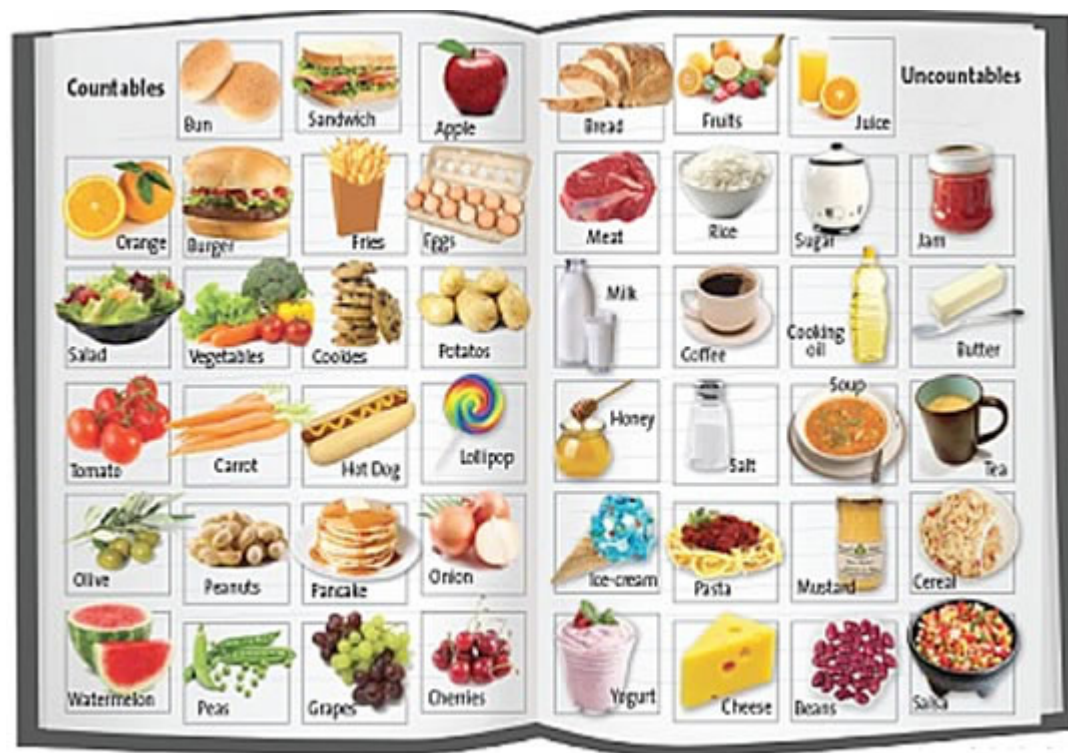 Countables
Bun
Sandwich
Apple
Orange
Burger
Fries
Eggs
Salad
Vegetables
Cookies
Potatos
Tomato
Carrot
Hot Dog
Lollipop
Olive
Peanuts
Pancake
Onion
Watermelon
Peas
Grapes
Cherries
Uncountables
Bread
Fruits
Juice
Meat
Rice
Sugar
Jam
Milk
Coffee
Cooking
oil
Butter
Honey
Salt
Soup
Tea
Ice-cream
Pasta
Mustard
Cereal
Yogurt
Cheese
Beans
Salsa